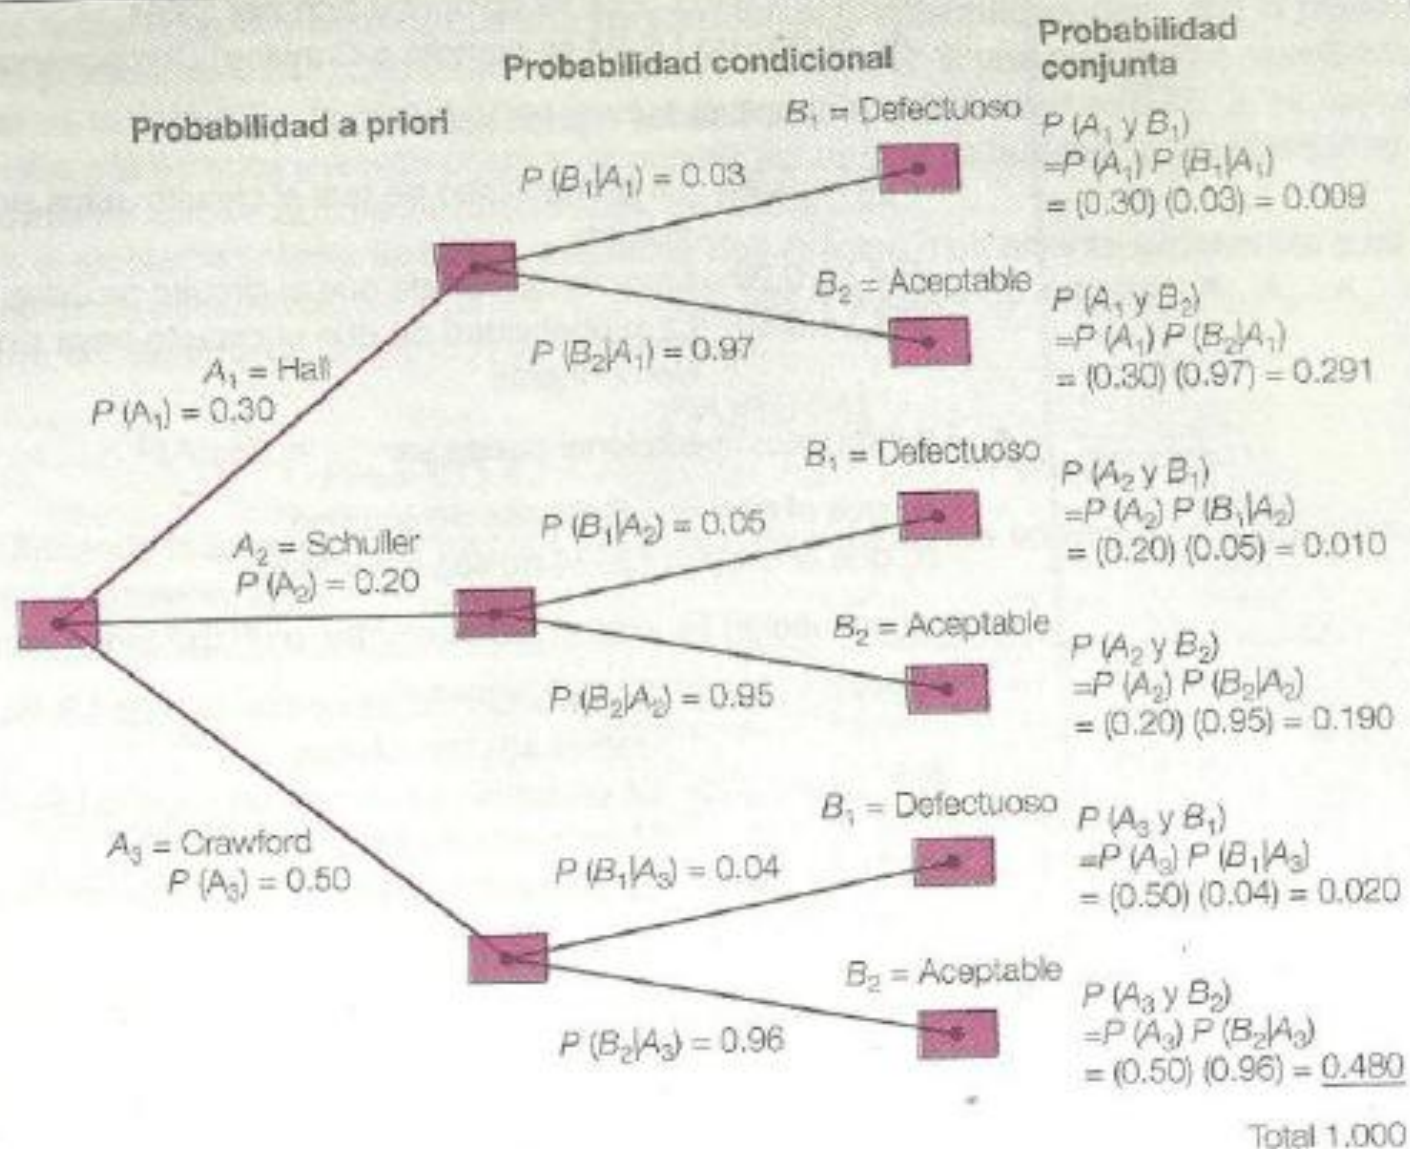 Probabilidad a priori
Probabilidad condicional
Probabilidad
conjunta
A₁ = Hall
P (A₁) = 0.30
P (B₁|A₁) = 0.03
B₁ = Defectuoso
P (A₁ y B₁)
=P (A₁) P (B₁|A₁)
= (0.30) (0.03) = 0.009
P (B₂|A₁) = 0.97
B₂ = Aceptable
P (A₁ y B₂)
=P (A₁) P (B₂|A₁)
= (0.30) (0.97) = 0.291
A₂ = Schuller
P (A₂) = 0.20
P (B₁|A₂) = 0.05
B₁ = Defectuoso
P (A₂ y B₁)
=P (A₂) P (B₁|A₂)
= (0.20) (0.05) = 0.010
P (B₂|A₂) = 0.95
B₂ = Aceptable
P (A₂ y B₂)
=P (A₂) P (B₂|A₂)
= (0.20) (0.95) = 0.190
A₃ = Crawford
P (A₃) = 0.50
P (B₁|A₃) = 0.04
B₁ = Defectuoso
P (A₃ y B₁)
=P (A₃) P (B₁|A₃)
= (0.50) (0.04) = 0.020
P (B₂|A₃) = 0.96
B₂ = Aceptable
P (A₃ y B₂)
=P (A₃) P (B₂|A₃)
= (0.50) (0.96) = 0.480
Total 1.000